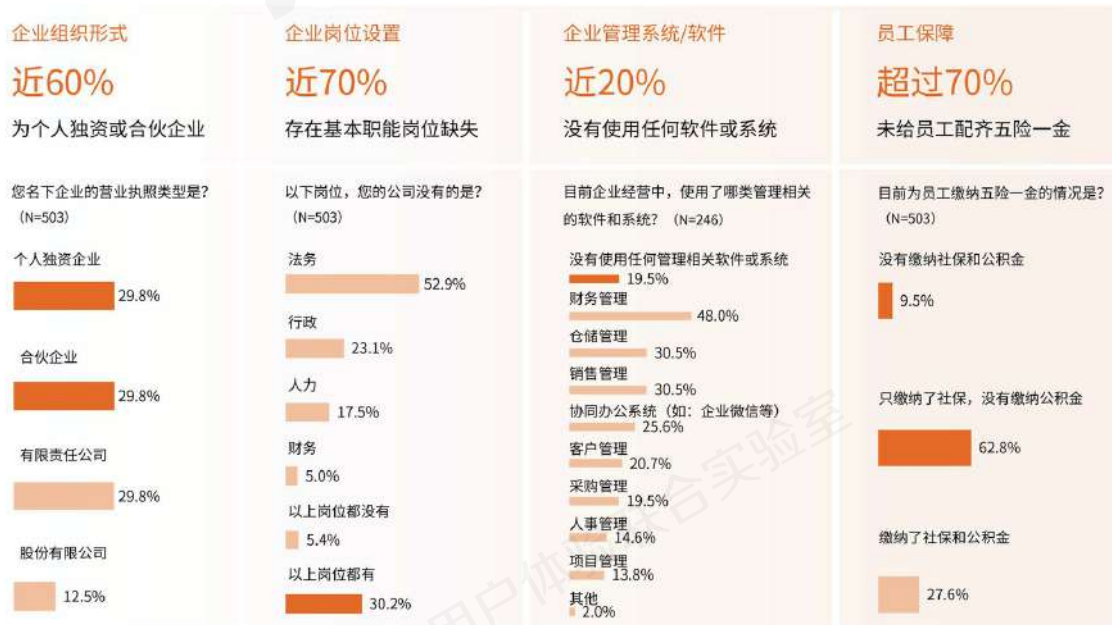 企业组织形式
近60%
为个人独资或合伙企业
您名下企业的营业执照类型是?
(N=503)
个人独资企业
29.8%
合伙企业
29.8%
有限责任公司
29.8%
股份有限公司
12.5%
企业岗位设置
近70%
存在基本职能岗位缺失
以下岗位，您的公司没有的是?
(N=503)
法务
52.9%
行政
23.1%
人力
17.5%
财务
5.0%
以上岗位都没有
5.4%
以上岗位都有
30.2%
企业管理系统/软件
近20%
没有使用任何软件或系统
目前企业经营中，使用了哪类管理相关
的软件和系统? (N=246)
没有使用任何管理相关软件或系统
19.5%
财务管理
48.0%
仓储管理
30.5%
销售管理
30.5%
协同办公系统（如：企业微信等）
25.6%
客户管理
20.7%
采购管理
19.5%
人事管理
14.6%
项目管理
13.8%
其他
2.0%
员工保障
超过70%
未给员工配齐五险一金
目前为员工缴纳五险一金的情况是?
(N=503)
没有缴纳社保和公积金
9.5%
只缴纳了社保，没有缴纳公积金
62.8%
缴纳了社保和公积金
27.6%
用户体验联合实验室